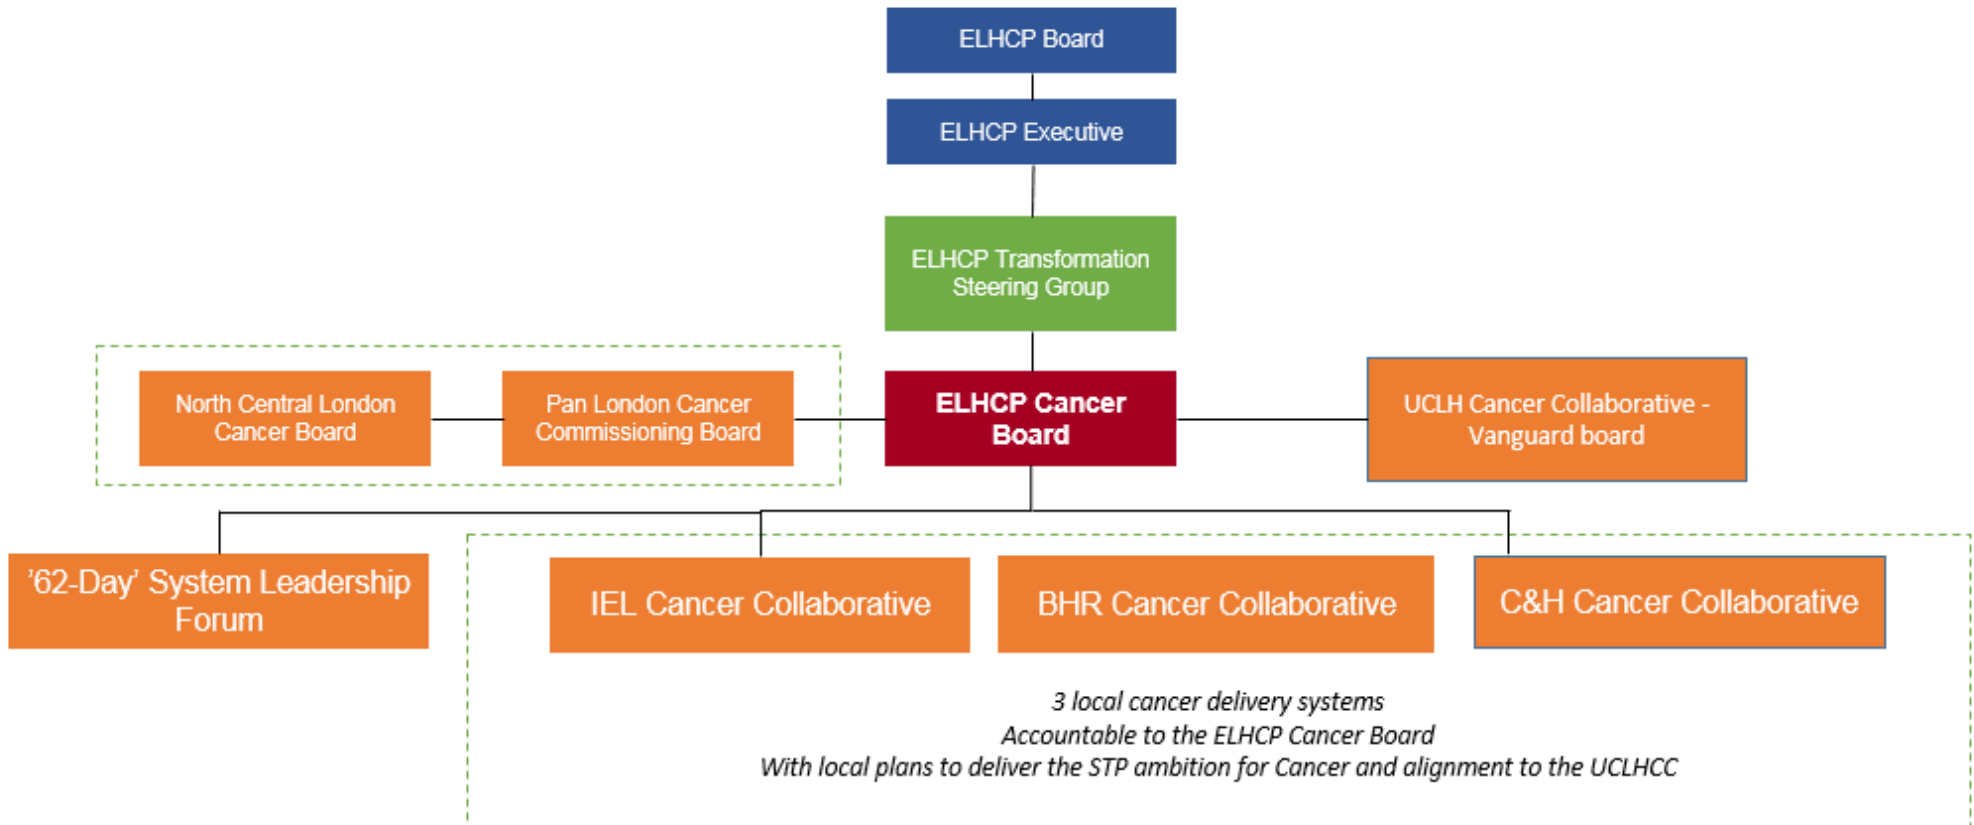 ELHCP Board
ELHCP Executive
ELHCP Transformation
Steering Group
North Central London
Cancer Board
Pan London Cancer
Commissioning Board
ELHCP Cancer
Board
UCLH Cancer Collaborative -
Vanguard board
’62-Day’ System Leadership
Forum
IEL Cancer Collaborative
BHR Cancer Collaborative
C&H Cancer Collaborative
3 local cancer delivery systems
Accountable to the ELHCP Cancer Board
With local plans to deliver the STP ambition for Cancer and alignment to the UCLHCC